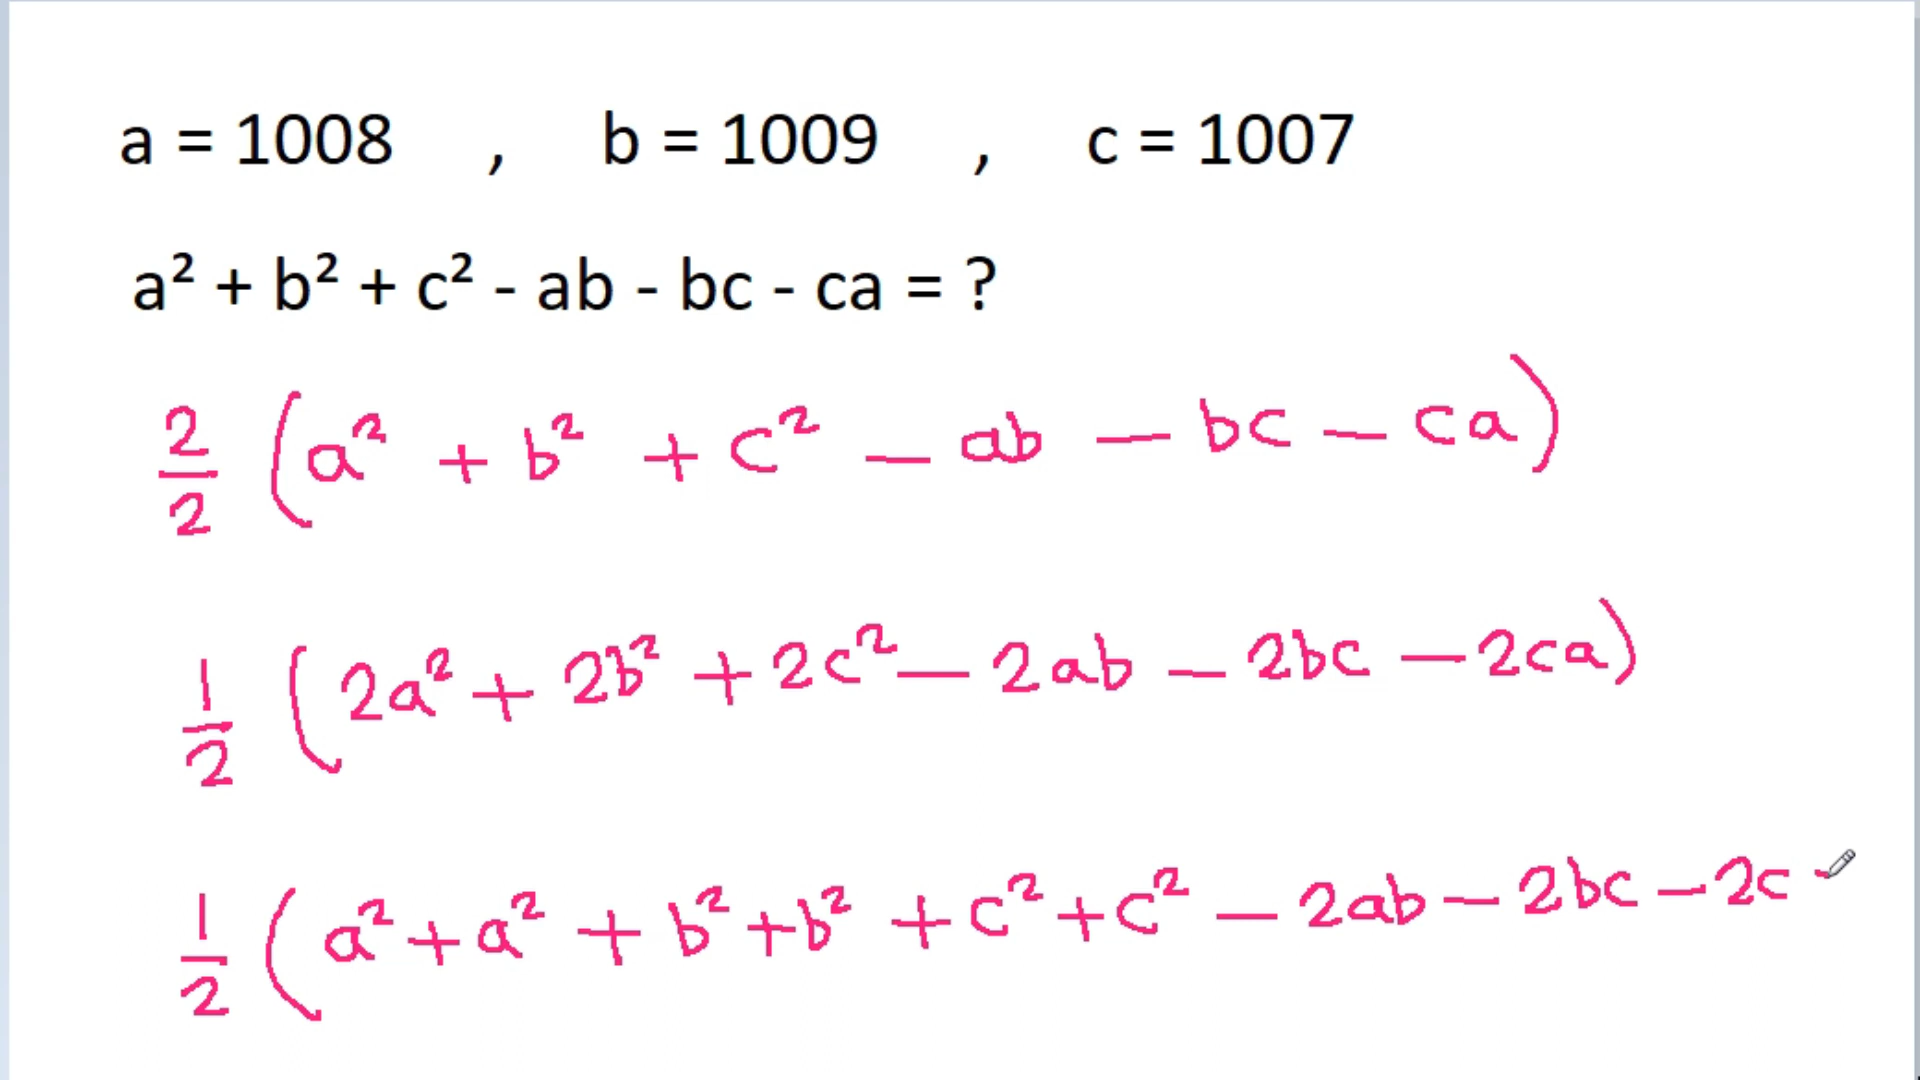 a = 1008 , b = 1009 , c = 1007
a² + b² + c² - ab - bc - ca = ?
2/2 (a² + b² + c² – ab – bc – ca)
1/2 (2a² + 2b² + 2c² – 2ab – 2bc – 2ca)
1/2 (a² + a² + b² + b² + c² + c² – 2ab – 2bc – 2c